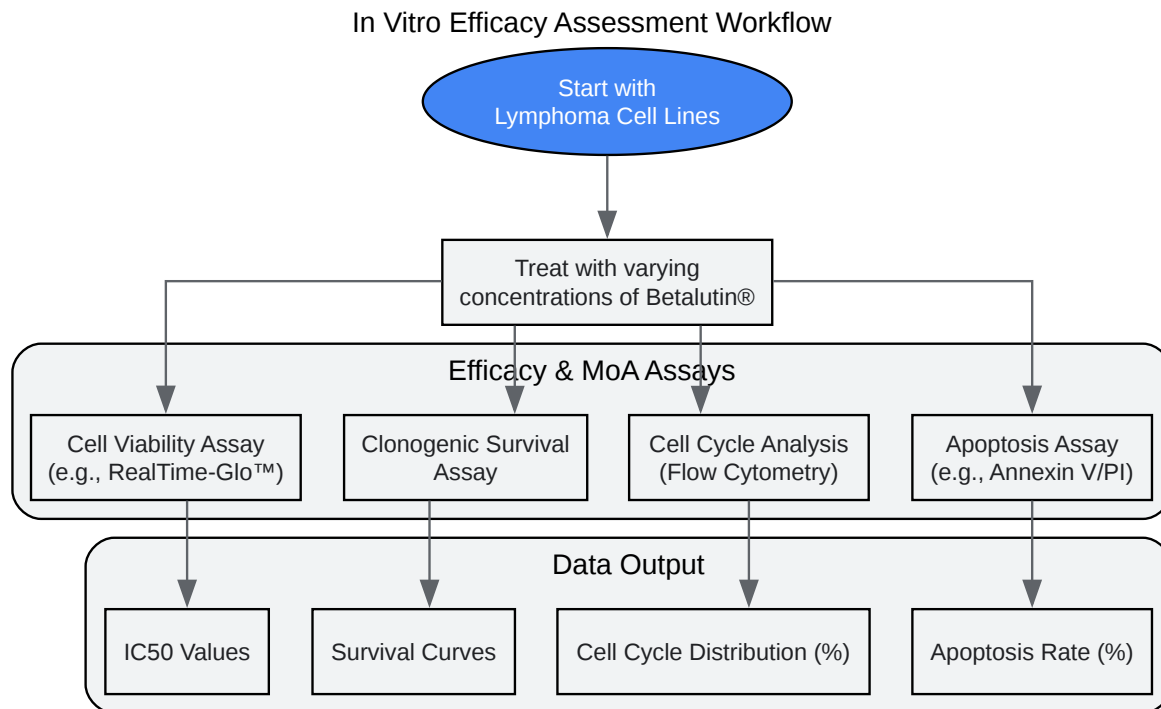 In Vitro Efficacy Assessment Workflow
Start with
Lymphoma Cell Lines
Treat with varying
concentrations of Betalutin®
Efficacy & MoA Assays
Cell Viability Assay
(e.g., RealTime-Glo™)
Clonogenic Survival
Assay
Cell Cycle Analysis
(Flow Cytometry)
Apoptosis Assay
(e.g., Annexin V/PI)
Data Output
IC50 Values
Survival Curves
Cell Cycle Distribution (%)
Apoptosis Rate (%)